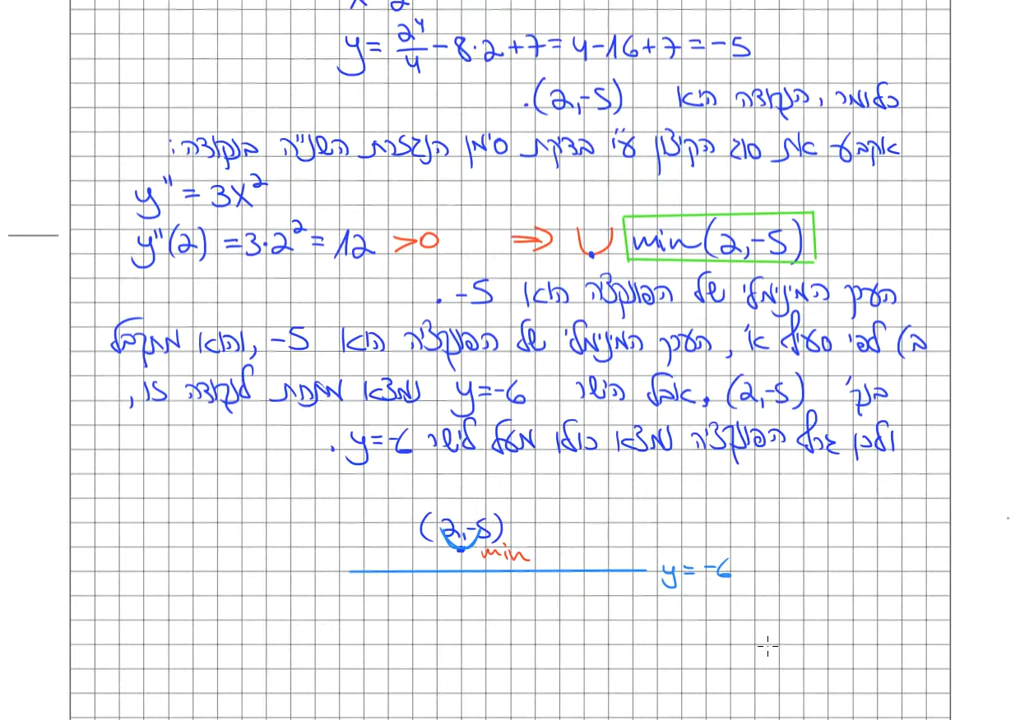 y = 2⁴/4 - 8·2 + 7 = 4 - 16 + 7 = -5
כלומר, הנקודה היא (2,-5).
אקבע את סוג הקיצון ע"י בדיקת סימן הנגזרת השנייה בנקודה:
y'' = 3x²
y''(2) = 3·2² = 12 >0 ⇒ ∪ min(2,-5)
הערך המינימלי של הפונקציה הוא -5.
ב) לפי סעיף א', הערך המינימלי של הפונקציה הוא -5, והוא מתקבל
בנק' (2,-5), אבל הישר y=-6 נמצא מתחת לנקודה זו,
ולכן גרף הפונקציה נמצא כולו מעל לישר y=-6.
(2,-5)
min
y=-6